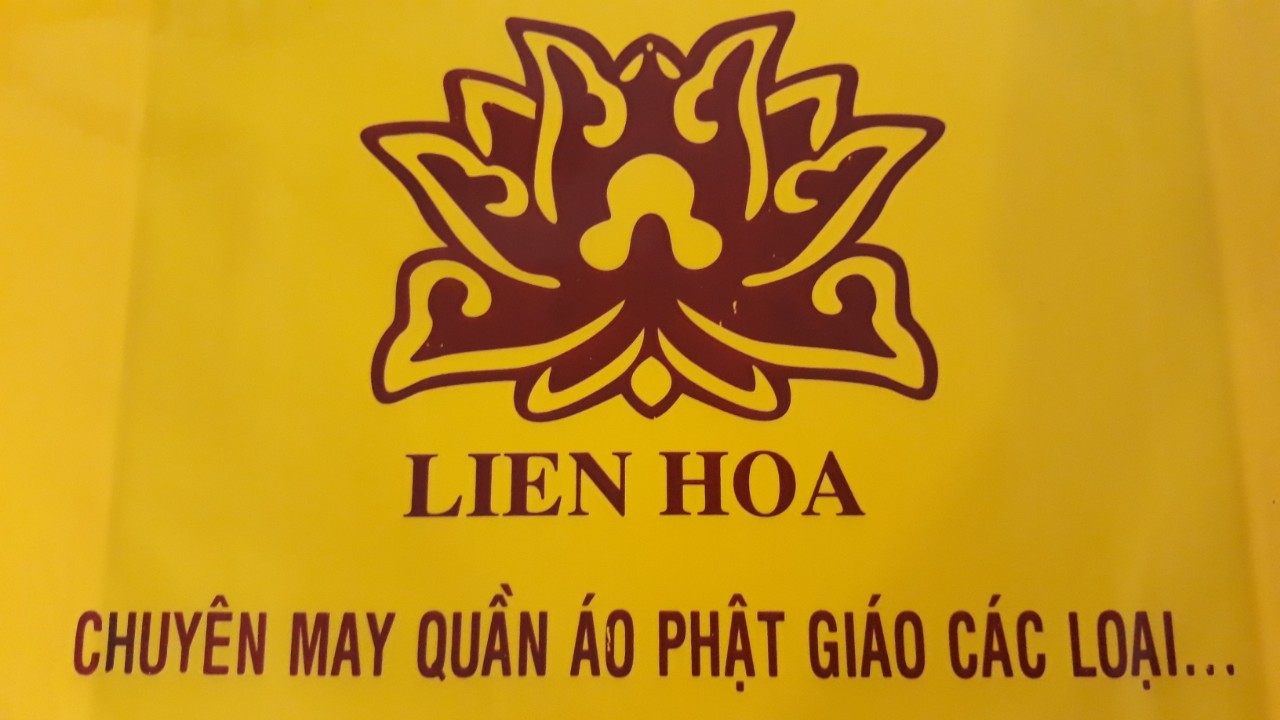 LIEN HOA
CHUYÊN MAY QUẦN ÁO PHẬT GIÁO CÁC LOẠI...